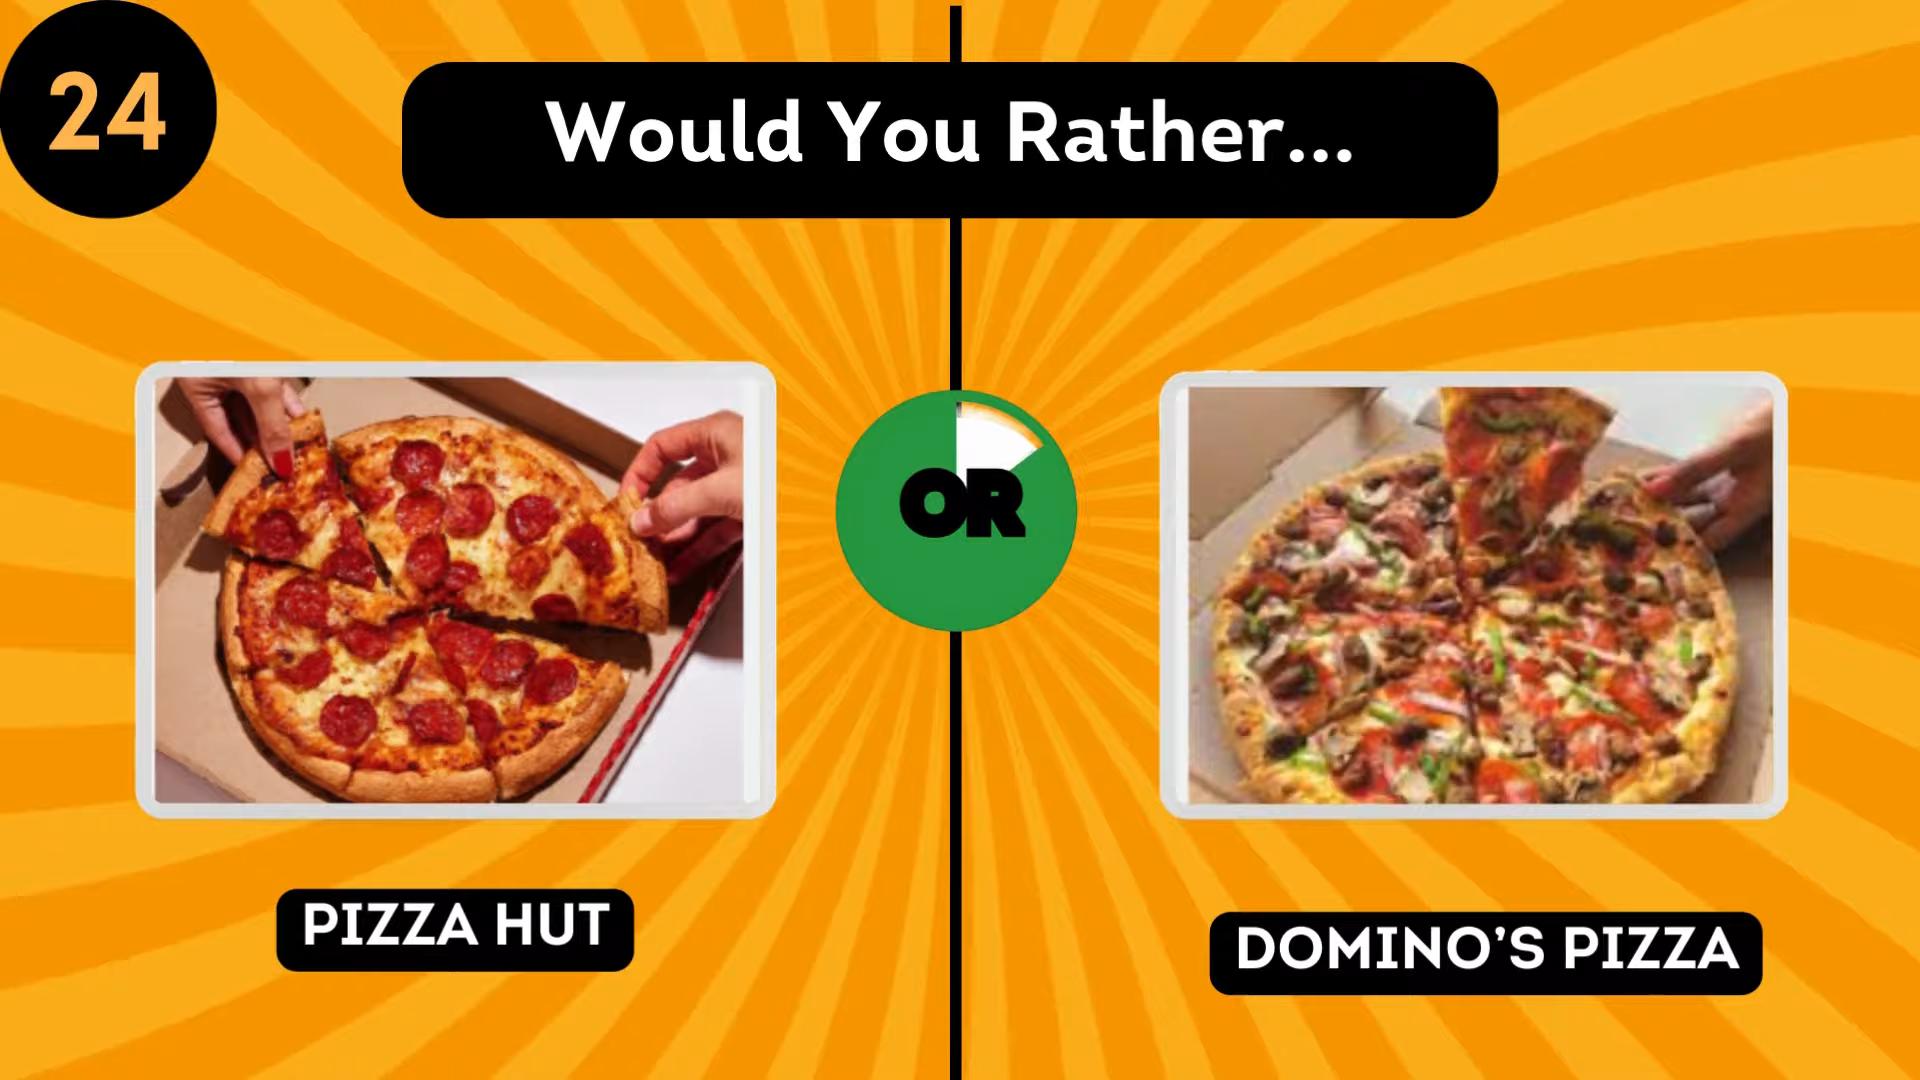 24
Would You Rather...
OR
PIZZA HUT
DOMINO’S PIZZA